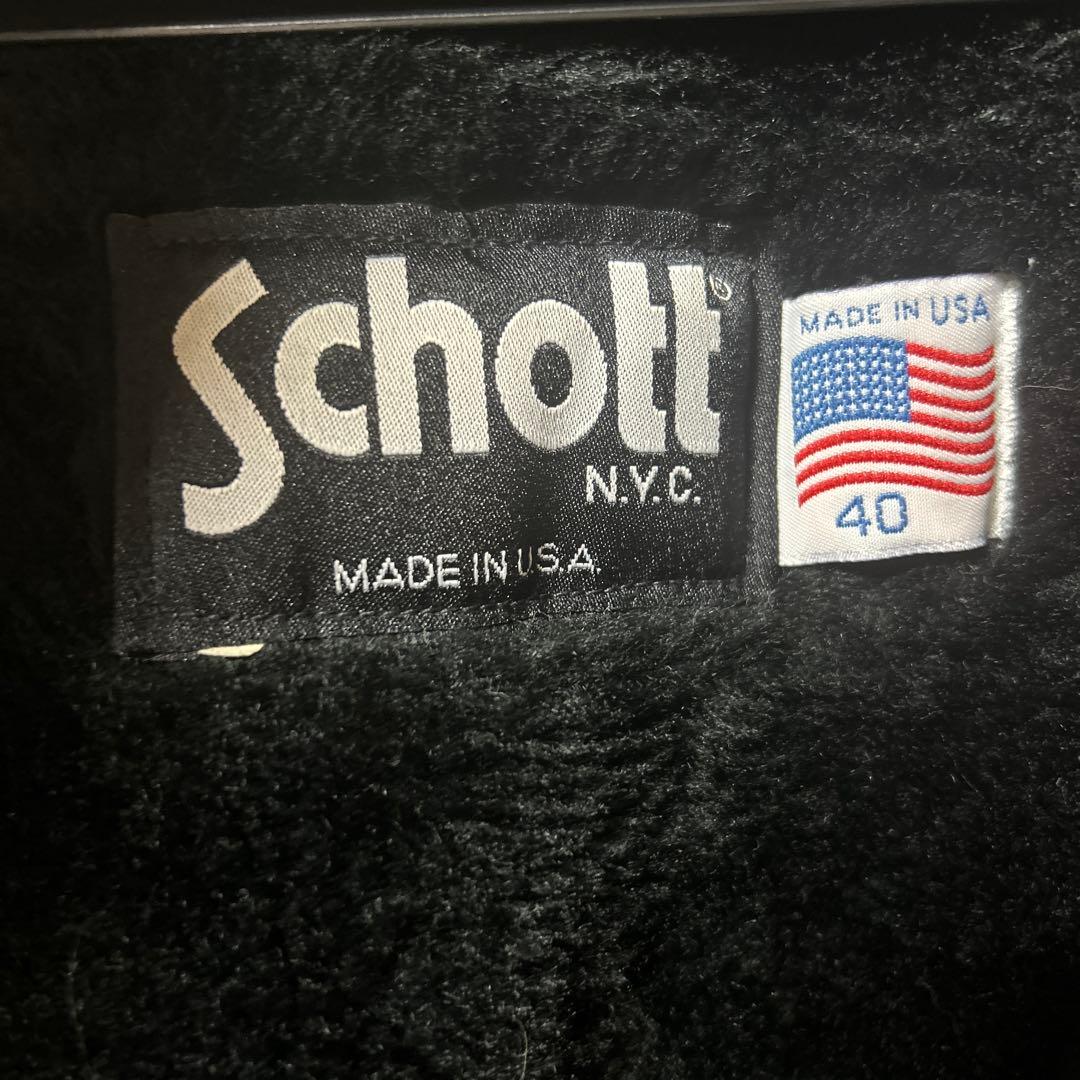 Schott®
N.Y.C.
MADE IN U.S.A.
MADE IN USA
40